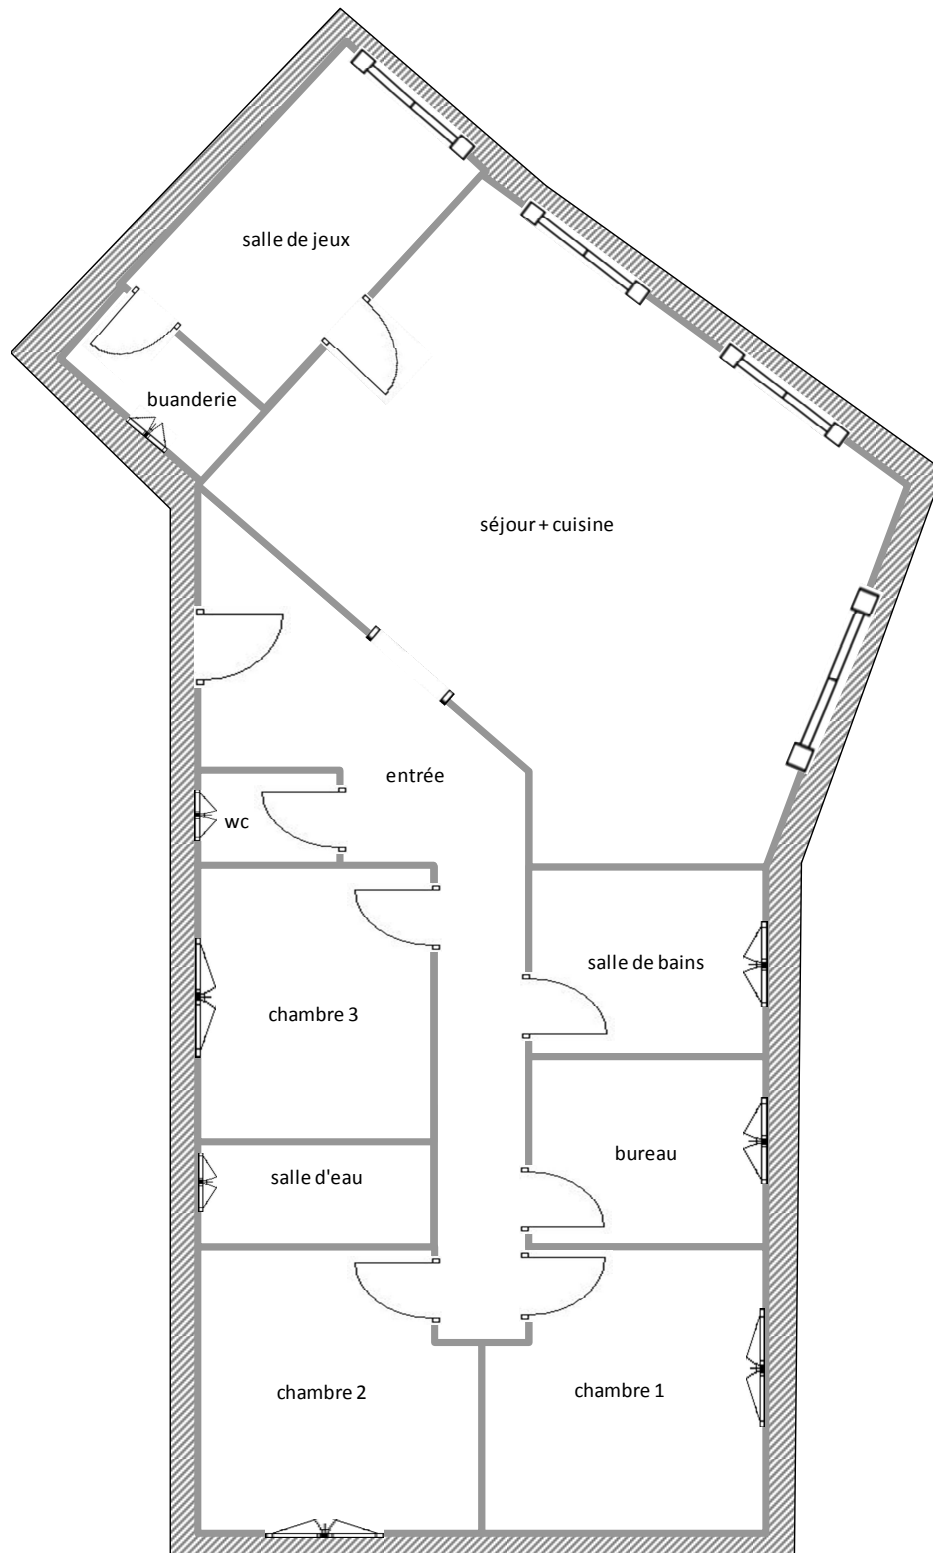 salle de jeux
buanderie
séjour + cuisine
entrée
wc
salle de bains
chambre 3
bureau
salle d'eau
chambre 2
chambre 1